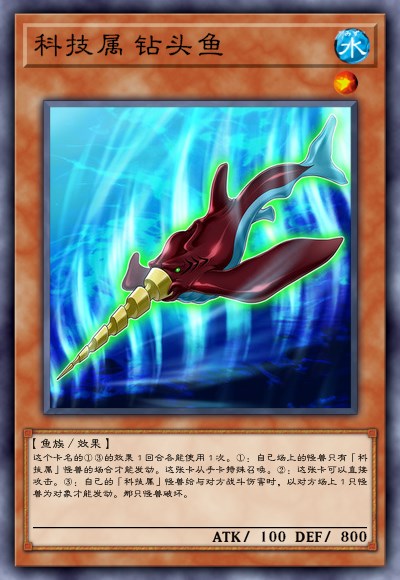 科技属 钻头鱼
水
【鱼族／效果】
这个卡名的①③的效果1回合各能使用1次。①：自己场上的怪兽只有「科
技属」怪兽的场合才能发动。这张卡从手卡特殊召唤。②：这张卡可以直接
攻击。③：自己的「科技属」怪兽给与对方战斗伤害时，以对方场上1只怪
兽为对象才能发动。那只怪兽破坏。
ATK/ 100 DEF/ 800